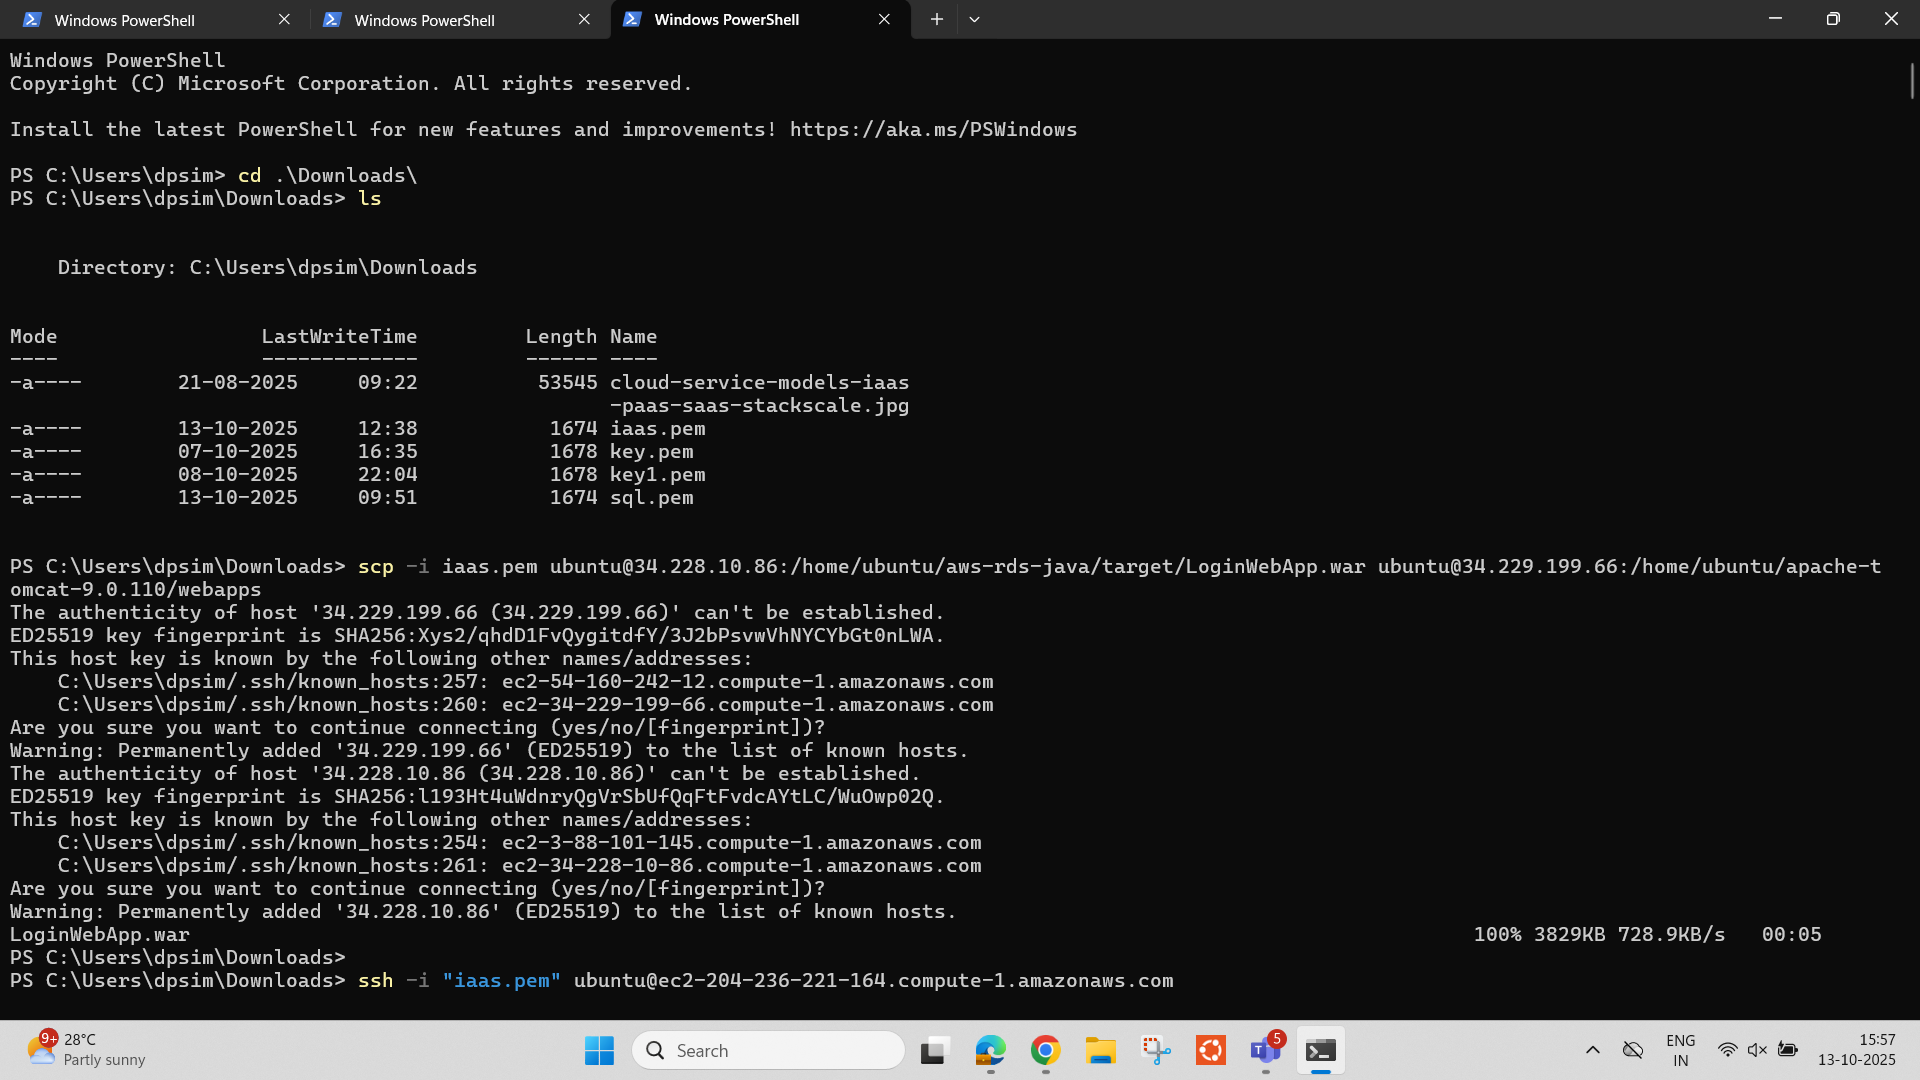 Windows PowerShell
Windows PowerShell
Windows PowerShell
Windows PowerShell
Copyright (C) Microsoft Corporation. All rights reserved.
Install the latest PowerShell for new features and improvements! https://aka.ms/PSWindows
PS C:\Users\dpsim> cd .\Downloads\
PS C:\Users\dpsim\Downloads> ls
Directory: C:\Users\dpsim\Downloads
Mode LastWriteTime Length Name
---- ------------- ------ ----
-a---- 21-08-2025 09:22 53545 cloud-service-models-iaas
-paas-saas-stackscale.jpg
-a---- 13-10-2025 12:38 1674 iaas.pem
-a---- 07-10-2025 16:35 1678 key.pem
-a---- 08-10-2025 22:04 1678 key1.pem
-a---- 13-10-2025 09:51 1674 sql.pem
PS C:\Users\dpsim\Downloads> scp -i iaas.pem ubuntu@34.228.10.86:/home/ubuntu/aws-rds-java/target/LoginWebApp.war ubuntu@34.229.199.66:/home/ubuntu/apache-t
omcat-9.0.110/webapps
The authenticity of host '34.229.199.66 (34.229.199.66)' can't be established.
ED25519 key fingerprint is SHA256:Xys2/qhdD1FvQygitdfY/3J2bPsvwVhNYCYbGt0nLWA.
This host key is known by the following other names/addresses:
C:\Users\dpsim/.ssh/known_hosts:257: ec2-54-160-242-12.compute-1.amazonaws.com
C:\Users\dpsim/.ssh/known_hosts:260: ec2-34-229-199-66.compute-1.amazonaws.com
Are you sure you want to continue connecting (yes/no/[fingerprint])?
Warning: Permanently added '34.229.199.66' (ED25519) to the list of known hosts.
The authenticity of host '34.228.10.86 (34.228.10.86)' can't be established.
ED25519 key fingerprint is SHA256:l193Ht4uWdnryQgVrSbUfQqFtFvdcAYtLC/WuOwp02Q.
This host key is known by the following other names/addresses:
C:\Users\dpsim/.ssh/known_hosts:254: ec2-3-88-101-145.compute-1.amazonaws.com
C:\Users\dpsim/.ssh/known_hosts:261: ec2-34-228-10-86.compute-1.amazonaws.com
Are you sure you want to continue connecting (yes/no/[fingerprint])?
Warning: Permanently added '34.228.10.86' (ED25519) to the list of known hosts.
LoginWebApp.war 100% 3829KB 728.9KB/s 00:05
PS C:\Users\dpsim\Downloads>
PS C:\Users\dpsim\Downloads> ssh -i "iaas.pem" ubuntu@ec2-204-236-221-164.compute-1.amazonaws.com
9+
28°C
Partly sunny
Search
5
ENG
IN
15:57
13-10-2025